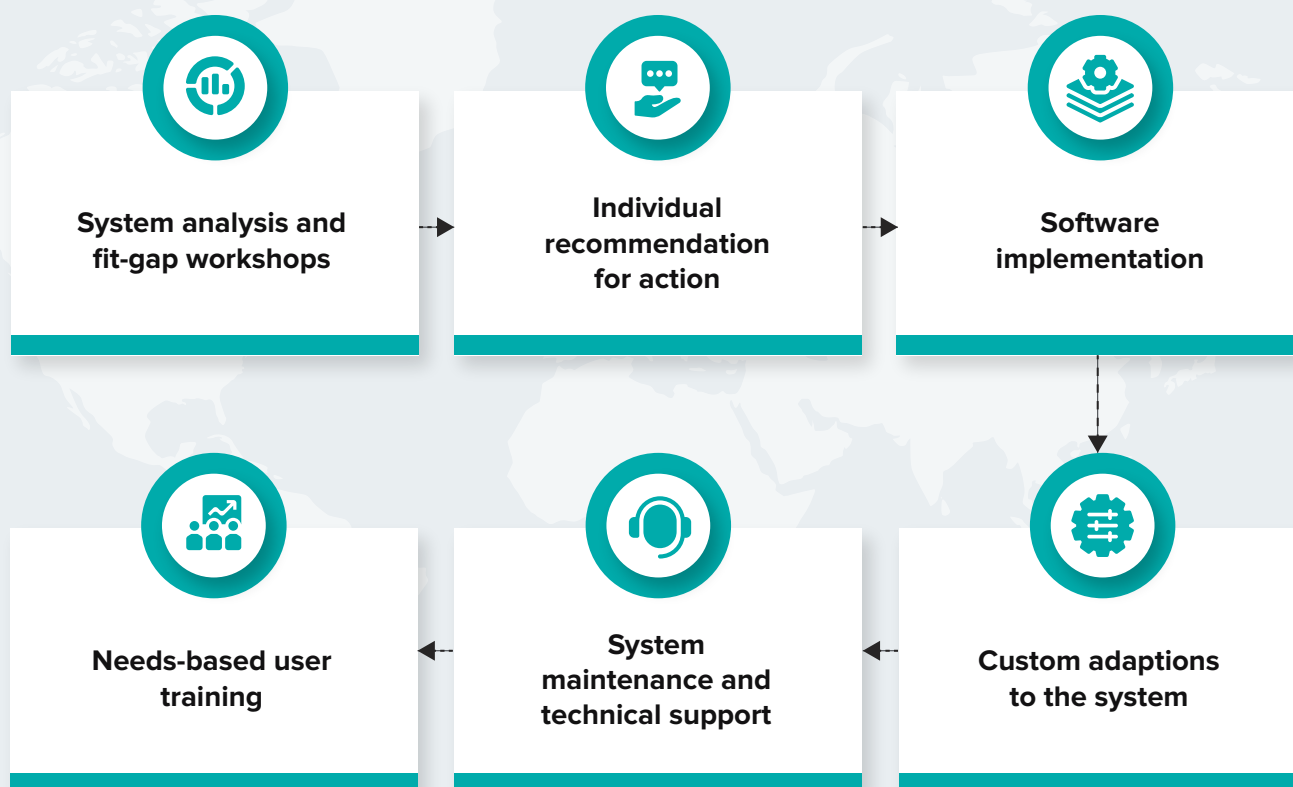 System analysis and
fit-gap workshops
Individual
recommendation
for action
Software
implementation
Custom adaptions
to the system
System
maintenance and
technical support
Needs-based user
training